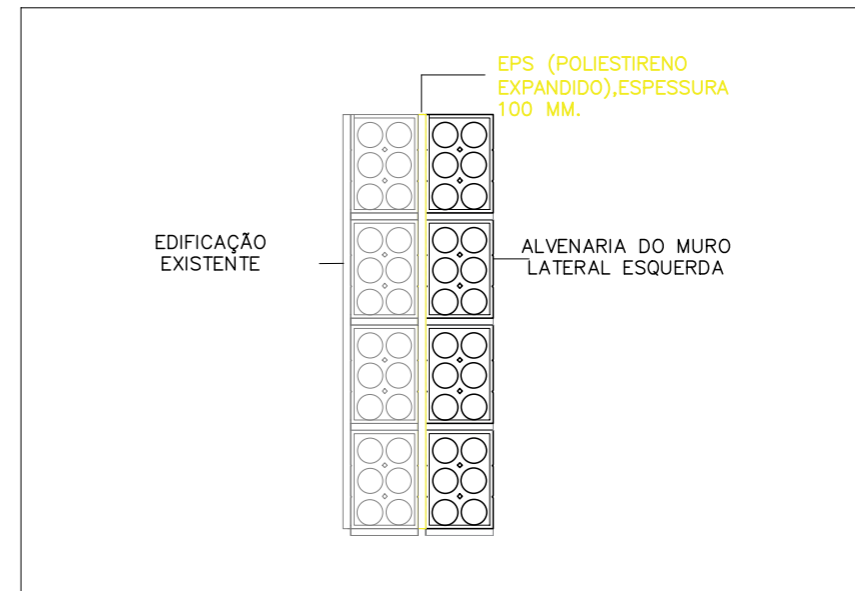 EPS (POLIESTIRENO
EXPANDIDO),ESPESSURA
100 MM.
EDIFICAÇÃO
EXISTENTE
ALVENARIA DO MURO
LATERAL ESQUERDA